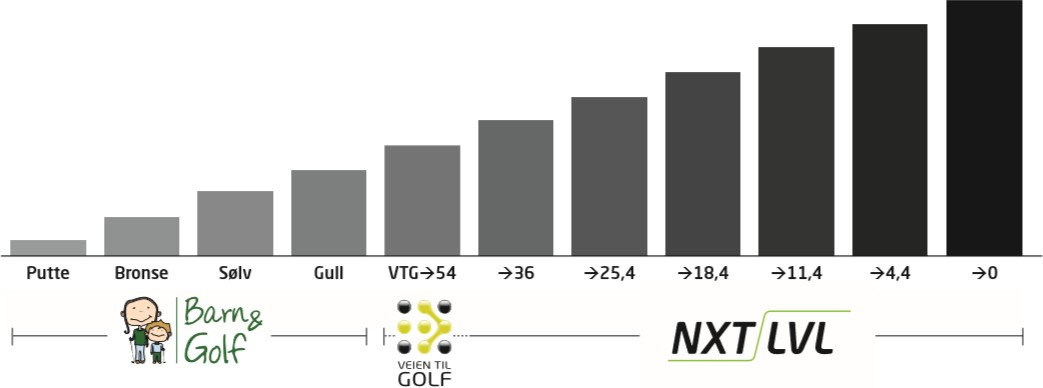 Putte Bronse Sølv Gull VTG→54 →36 →25,4 →18,4 →11,4 →4,4 →0
Barn&
Golf
VEIEN TIL
GOLF
NXT LVL